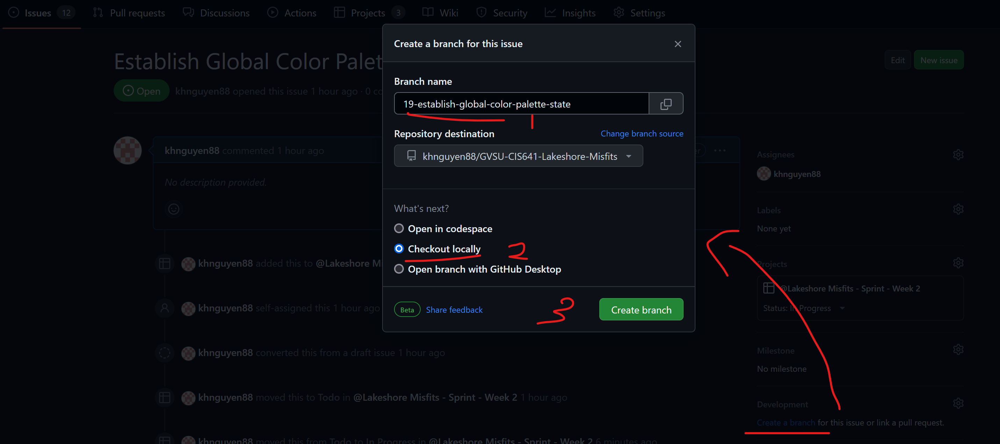 Issues 12 Pull requests Discussions Actions Projects 3 Wiki Security Insights Settings
Create a branch for this issue
Establish Global Color Palet
Edit New issue
Open khnguyen88 opened this issue 1 hour ago · 0 co
Branch name
19-establish-global-color-palette-state
1
Repository destination Change branch source
khnguyen88/GVSU-CIS641-Lakeshore-Misfits
khnguyen88 commented 1 hour ago
er
No description provided.
What's next?
Open in codespace
Checkout locally 2
Open branch with GitHub Desktop
Beta Share feedback 3 Create branch
khnguyen88 added this to @Lakeshore Mi
khnguyen88 self-assigned this 1 hour ago
khnguyen88 converted this from a draft issue 1 hour ago
khnguyen88 moved this to Todo in @Lakeshore Misfits - Sprint - Week 2 1 hour ago
khnguyen88 moved this from Todo to In Progress in @Lakeshore Misfits - Sprint - Week 2 6 minutes ago
Assignees
khnguyen88
Labels
None yet
Projects
@Lakeshore Misfits - Sprint - Week 2
Status: In Progress
Milestone
No milestone
Development
Create a branch for this issue or link a pull request.